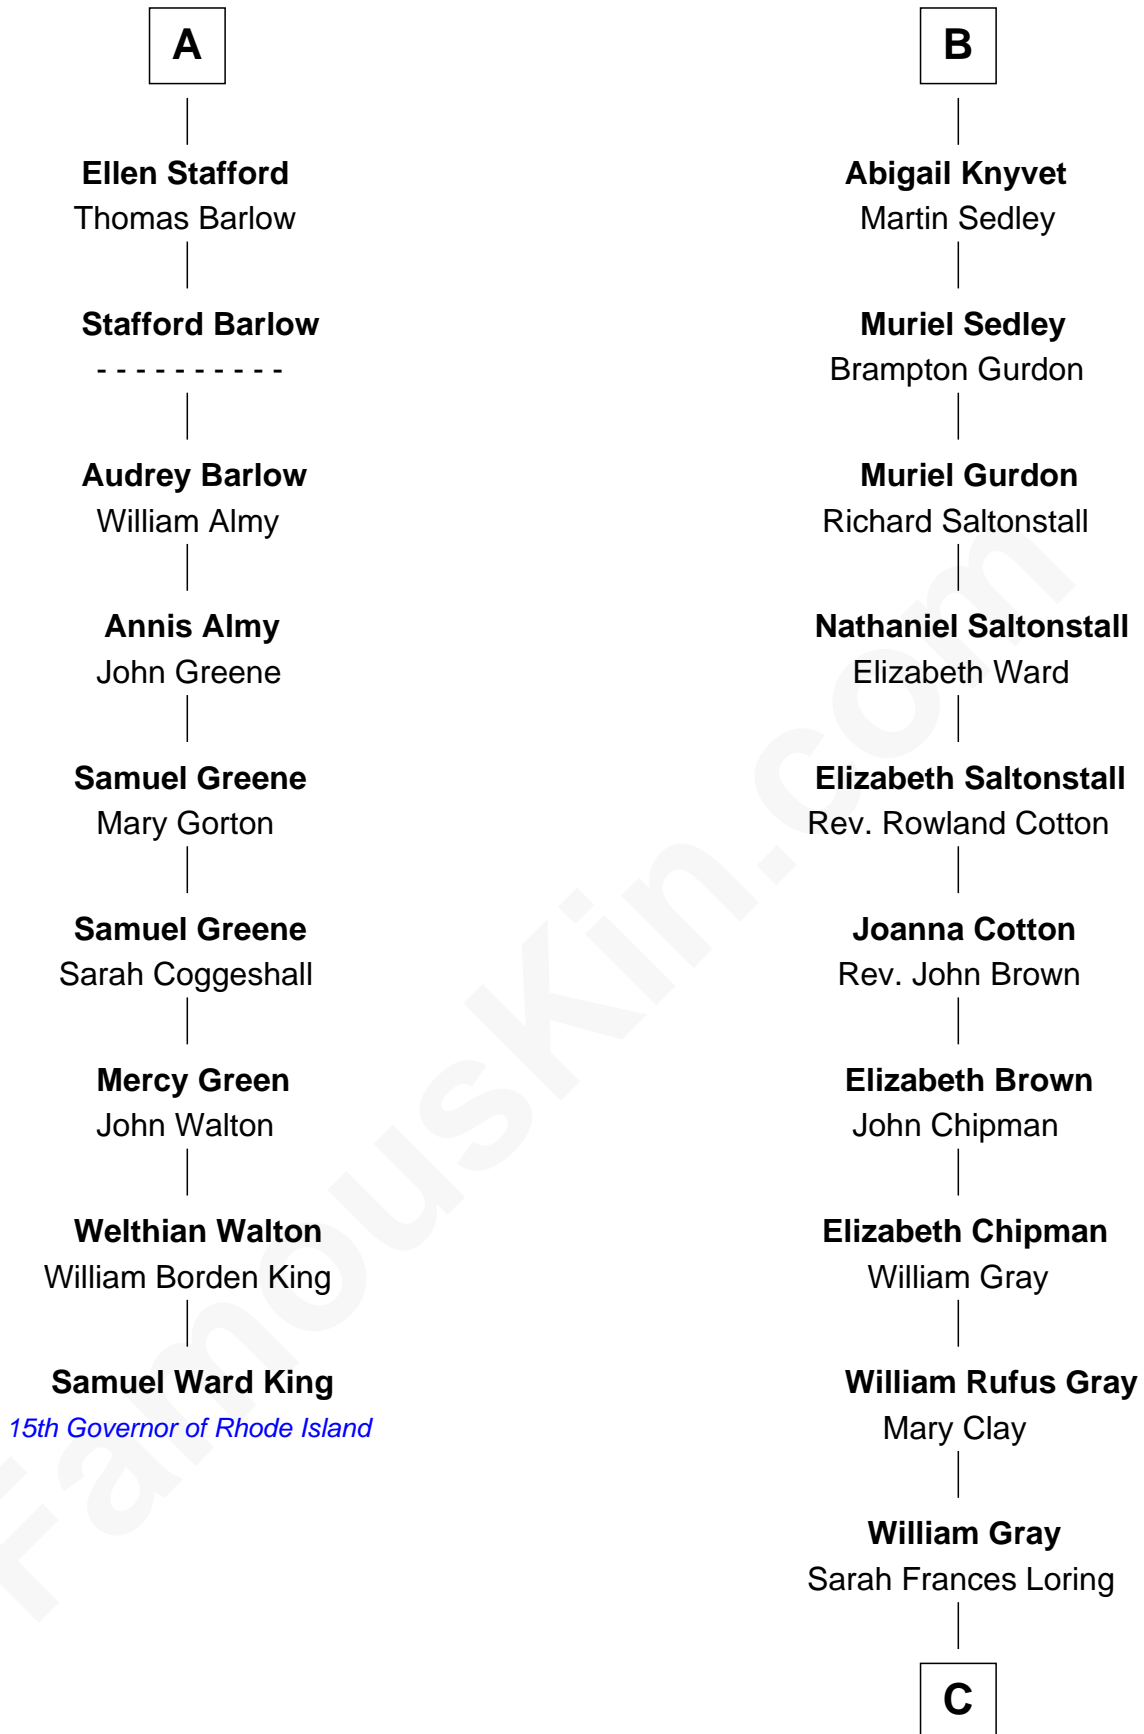 A
Ellen Stafford
Thomas Barlow
Stafford Barlow
- - - - - - - - - -
Audrey Barlow
William Almy
Annis Almy
John Greene
Samuel Greene
Mary Gorton
Samuel Greene
Sarah Coggeshall
Mercy Green
John Walton
Welthian Walton
William Borden King
Samuel Ward King
15th Governor of Rhode Island
B
Abigail Knyvet
Martin Sedley
Muriel Sedley
Brampton Gurdon
Muriel Gurdon
Richard Saltonstall
Nathaniel Saltonstall
Elizabeth Ward
Elizabeth Saltonstall
Rev. Rowland Cotton
Joanna Cotton
Rev. John Brown
Elizabeth Brown
John Chipman
Elizabeth Chipman
William Gray
William Rufus Gray
Mary Clay
William Gray
Sarah Frances Loring
C
FamousKin.com